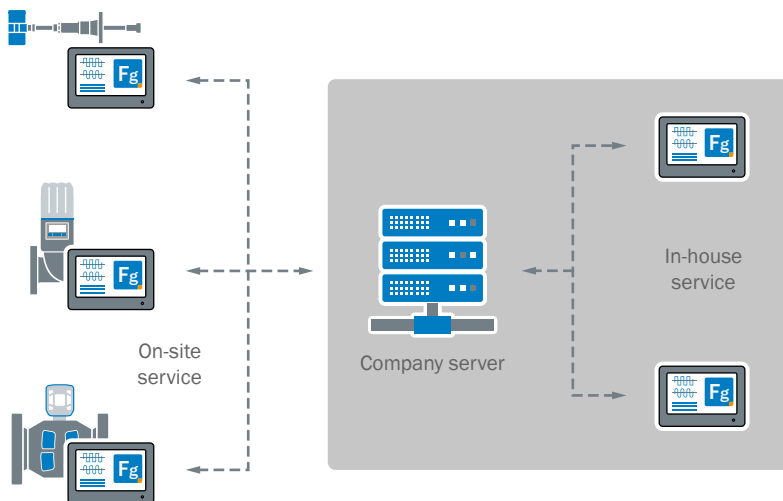 Fg
Fg
Fg
In-house
service
On-site
service
Company server
Fg
Fg